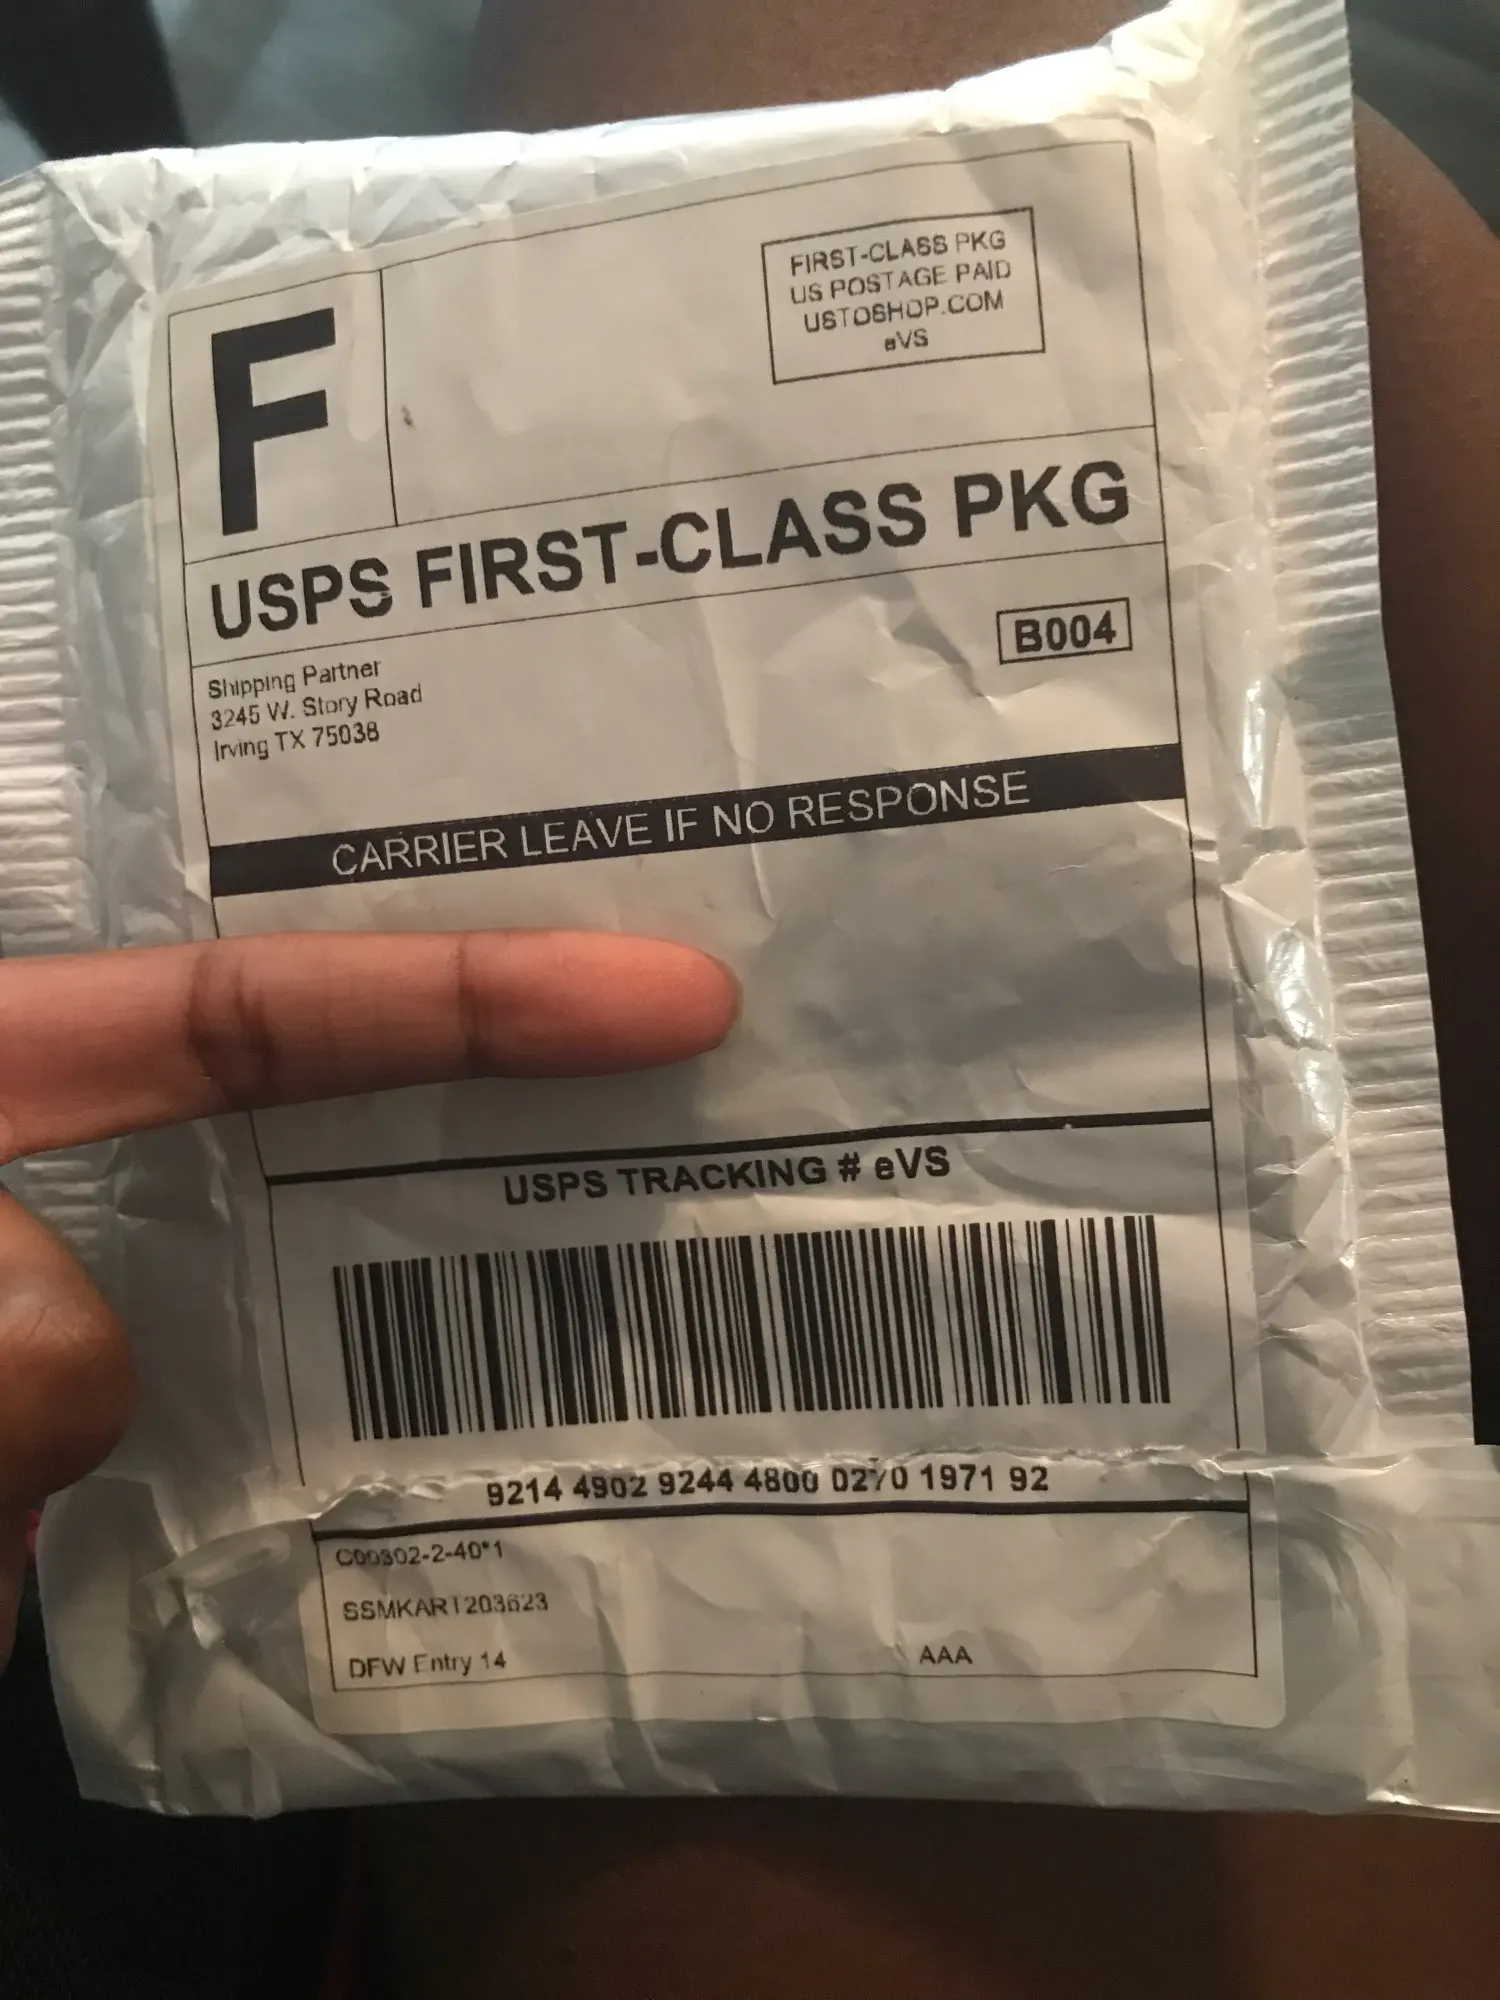 FIRST-CLASS PKG
US POSTAGE PAID
USTOSHOP.COM
eVS
F
USPS FIRST-CLASS PKG
B004
Shipping Partner
3245 W. Story Road
Irving TX 75038
CARRIER LEAVE IF NO RESPONSE
USPS TRACKING # eVS
9214 4902 9244 4800 0270 1971 92
C00302-2-40*1
SSMKART203623
DFW Entry 14
AAA